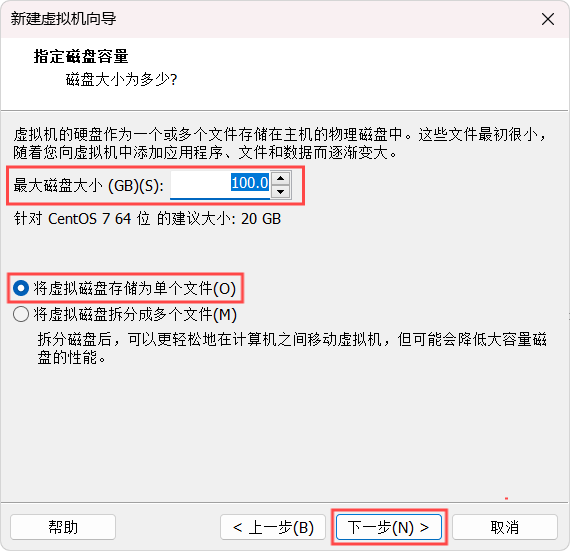 新建虚拟机向导
指定磁盘容量
磁盘大小为多少?
虚拟机的硬盘作为一个或多个文件存储在主机的物理磁盘中。这些文件最初很小，
随着您向虚拟机中添加应用程序、文件和数据而逐渐变大。
最大磁盘大小 (GB)(S): 100.0
针对 CentOS 7 64 位 的建议大小: 20 GB
将虚拟磁盘存储为单个文件(O)
将虚拟磁盘拆分成多个文件(M)
拆分磁盘后，可以更轻松地在计算机之间移动虚拟机，但可能会降低大容量磁
盘的性能。
帮助 < 上一步(B) 下一步(N) > 取消